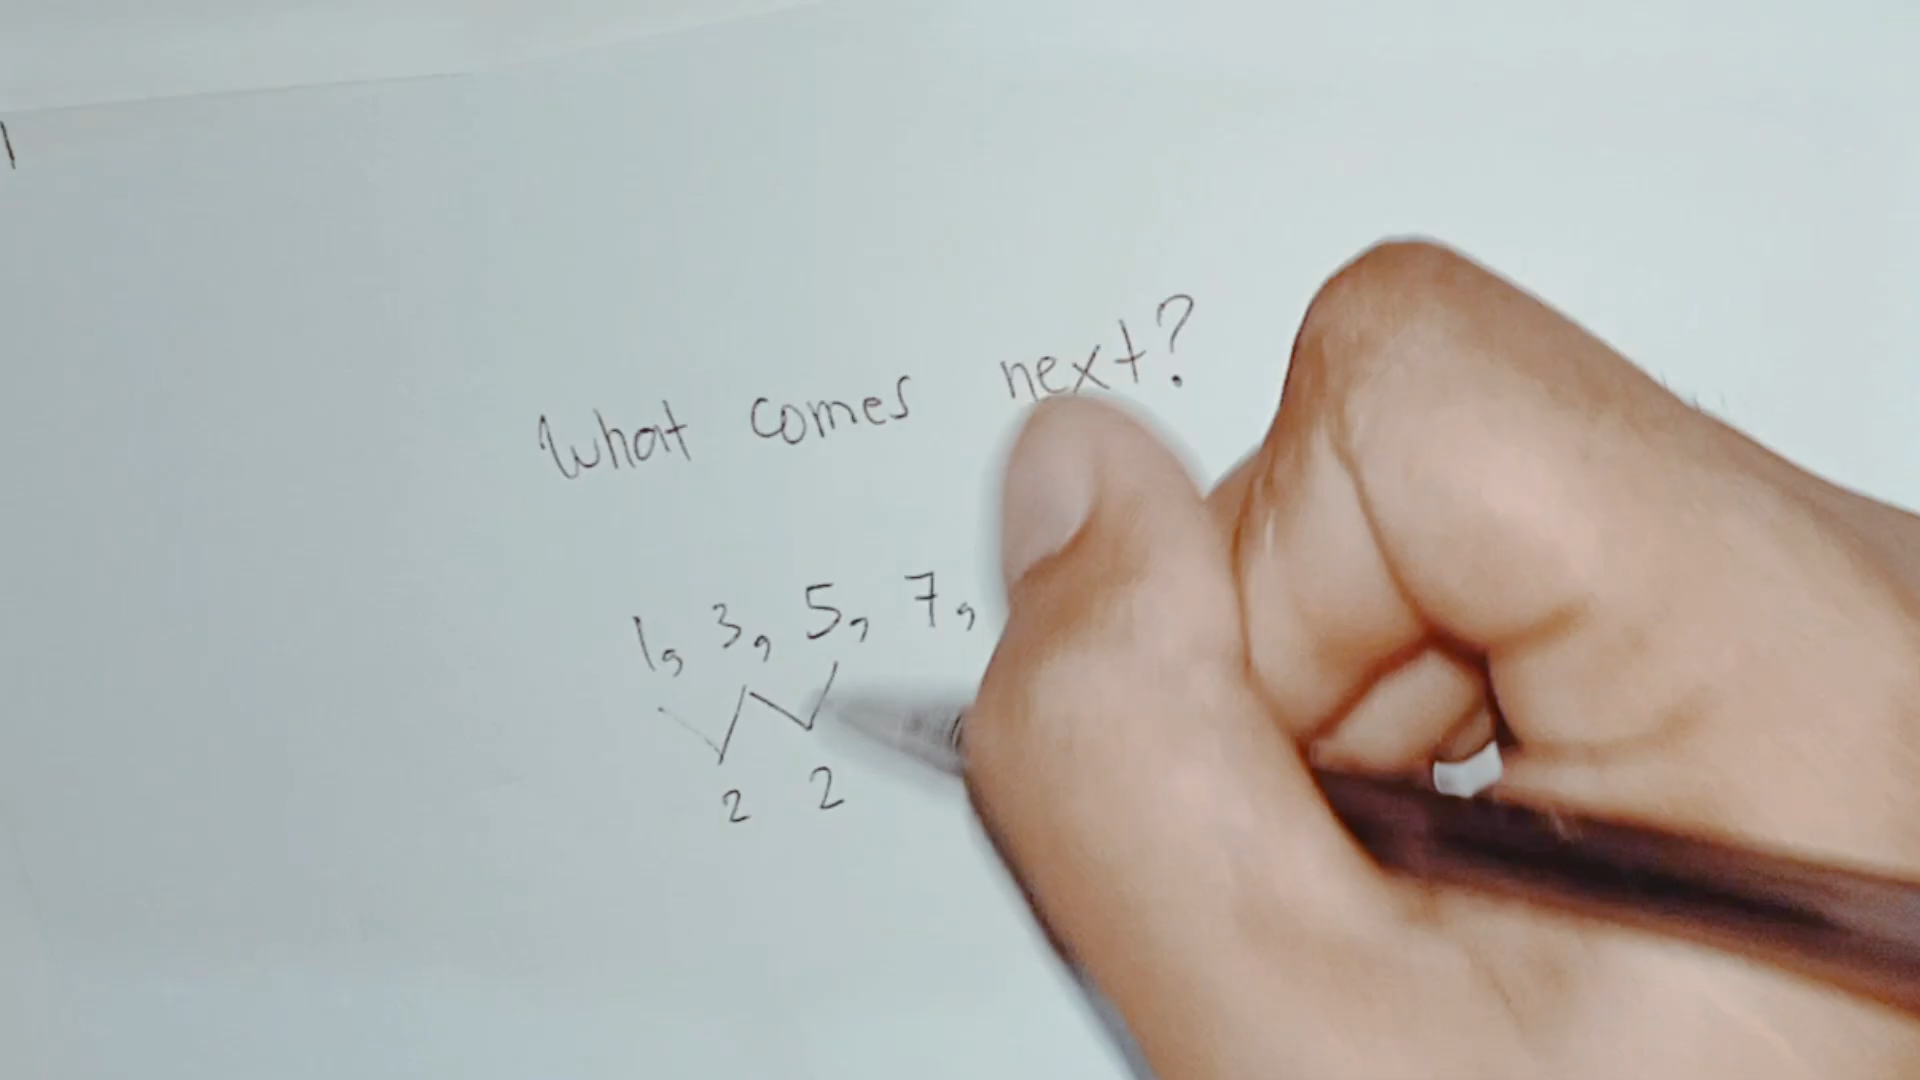 What comes next?
1, 3, 5, 7,
2 2